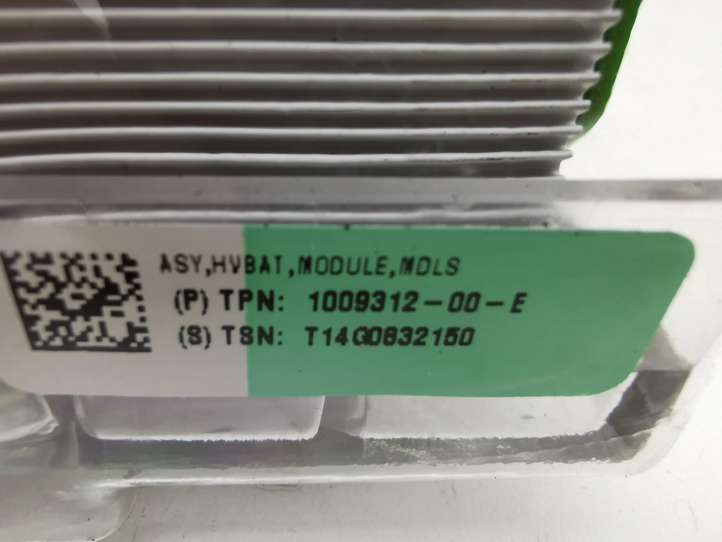 ASY,HVBAT,MODULE,MDLS
(P) TPN: 1009312-00-E
(S) TSN: T14G0832150